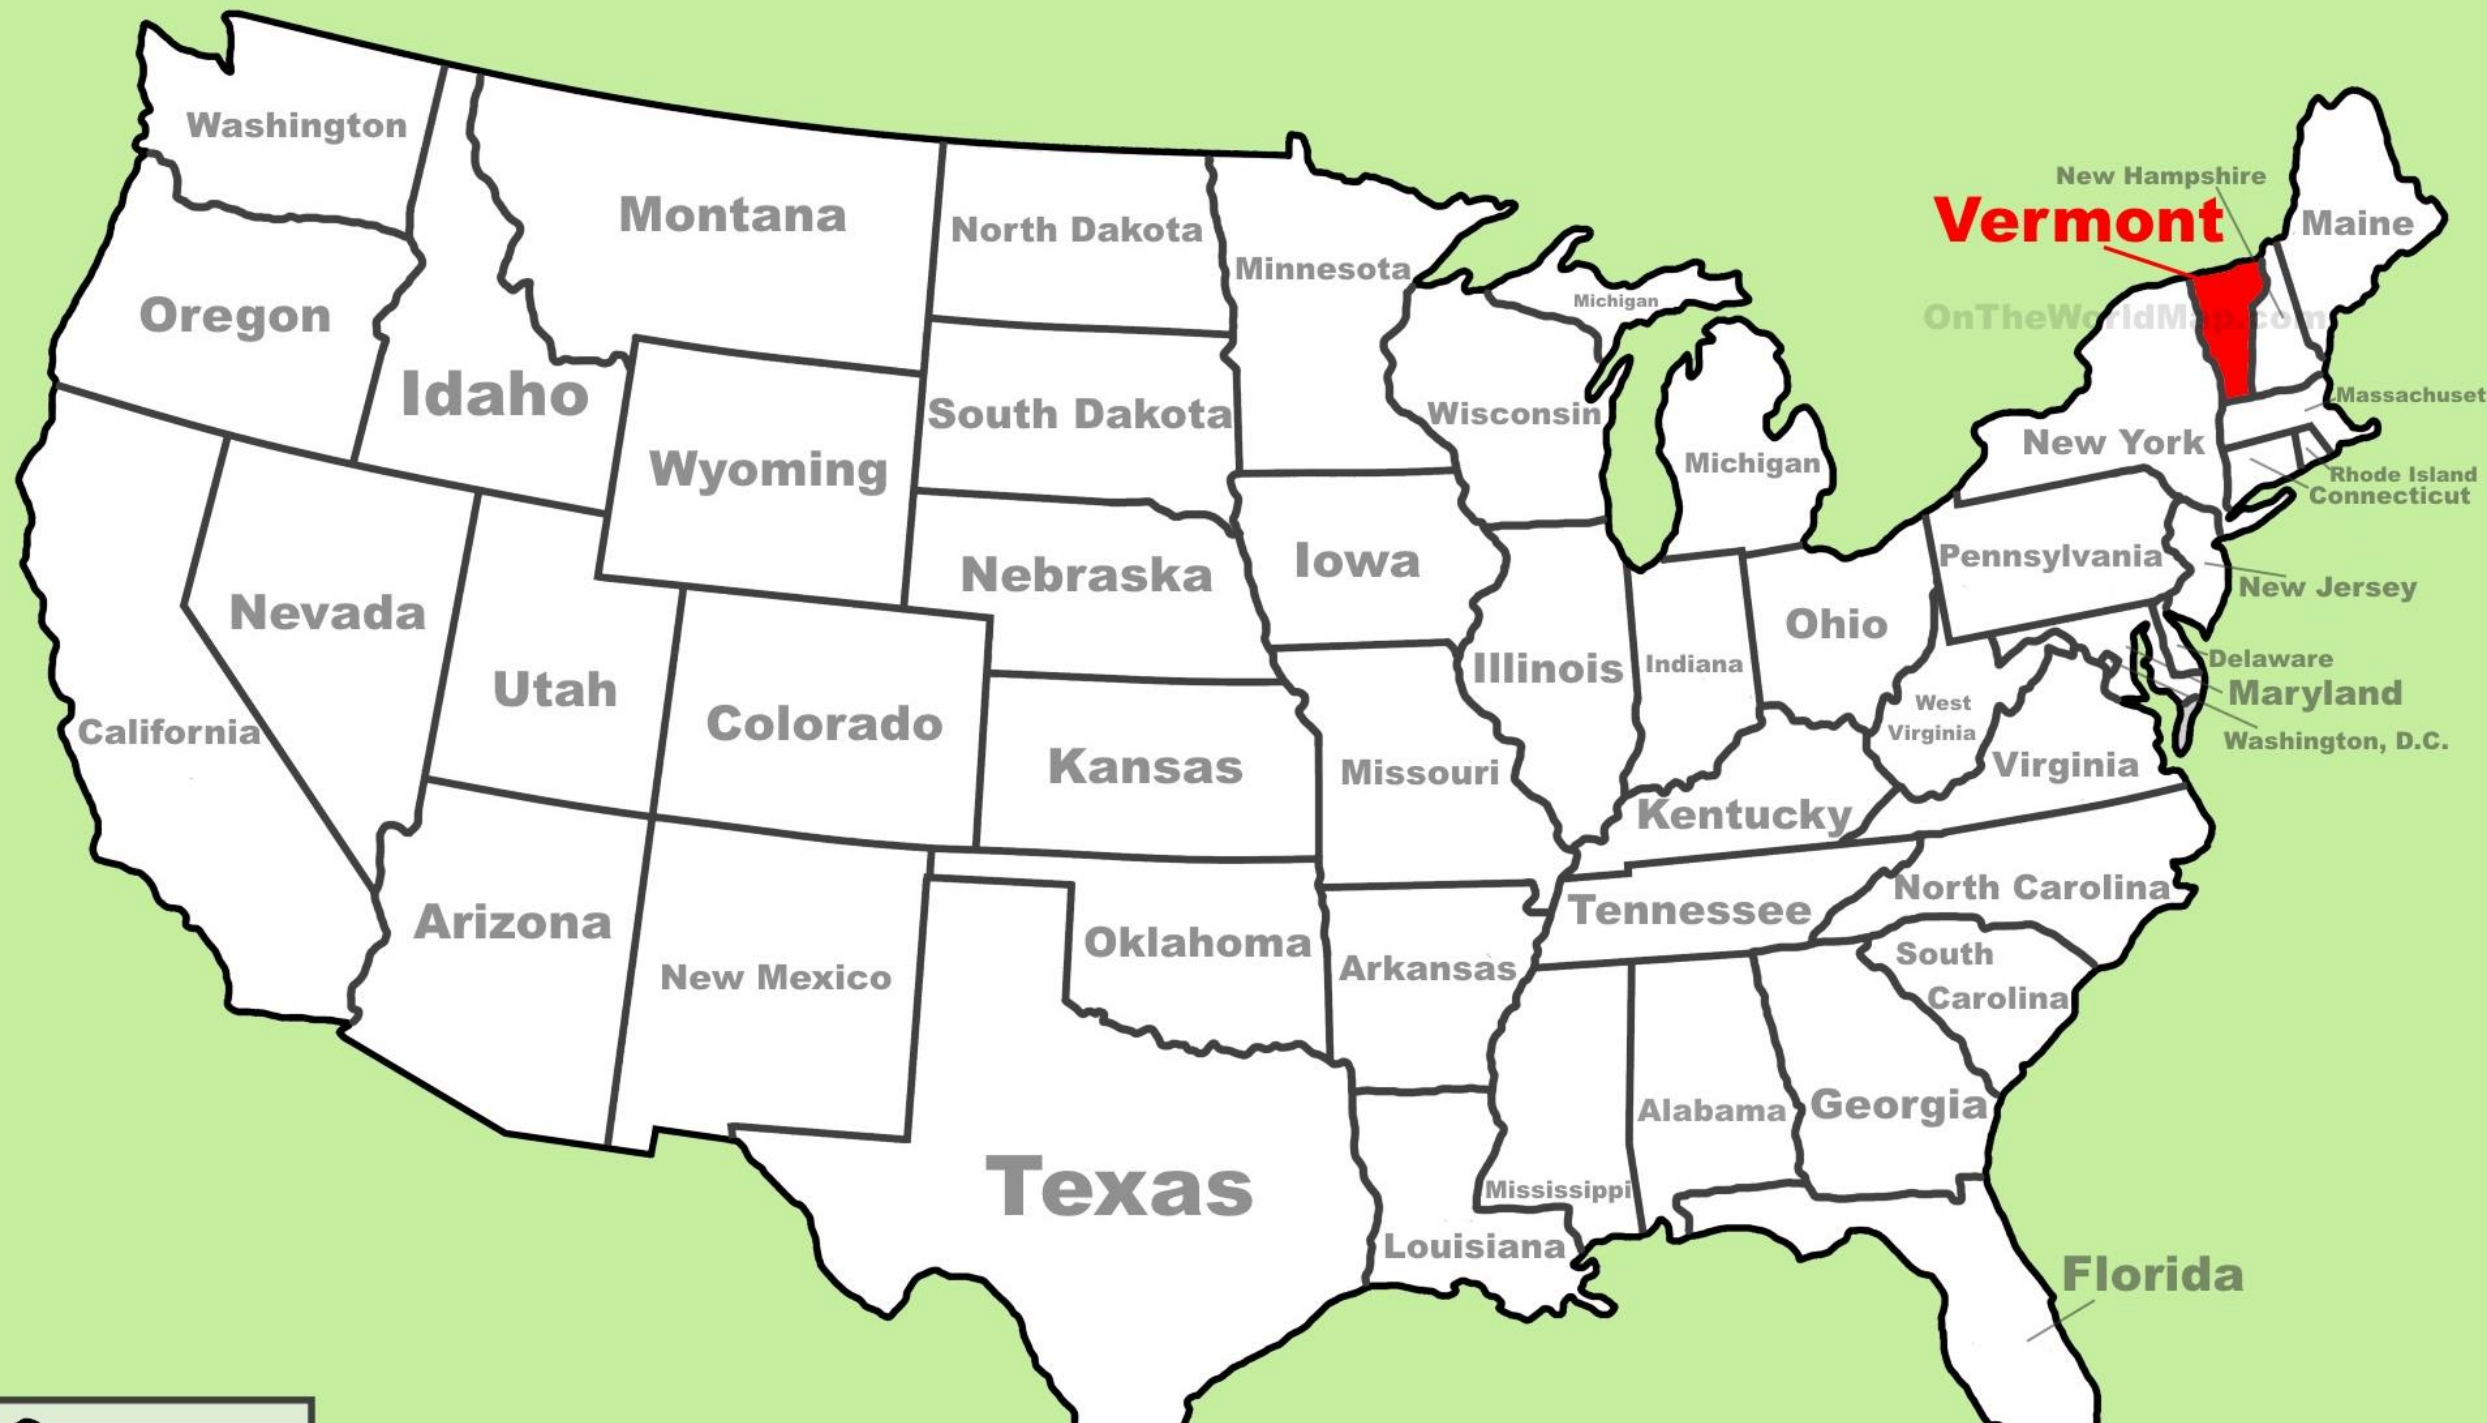 Washington
Montana
North Dakota
Minnesota
New Hampshire
Vermont
Maine
Oregon
Idaho
Michigan
OnTheWorldMap.com
South Dakota
Wisconsin
Massachuset
Wyoming
Michigan
New York
Rhode Island
Connecticut
Nebraska
Iowa
Pennsylvania
New Jersey
Nevada
Ohio
Utah
Illinois
Indiana
Delaware
Maryland
California
Colorado
Kansas
Missouri
West
Virginia
Virginia
Washington, D.C.
Kentucky
Arizona
New Mexico
Oklahoma
Arkansas
Tennessee
North Carolina
South
Carolina
Texas
Mississippi
Alabama
Georgia
Louisiana
Florida